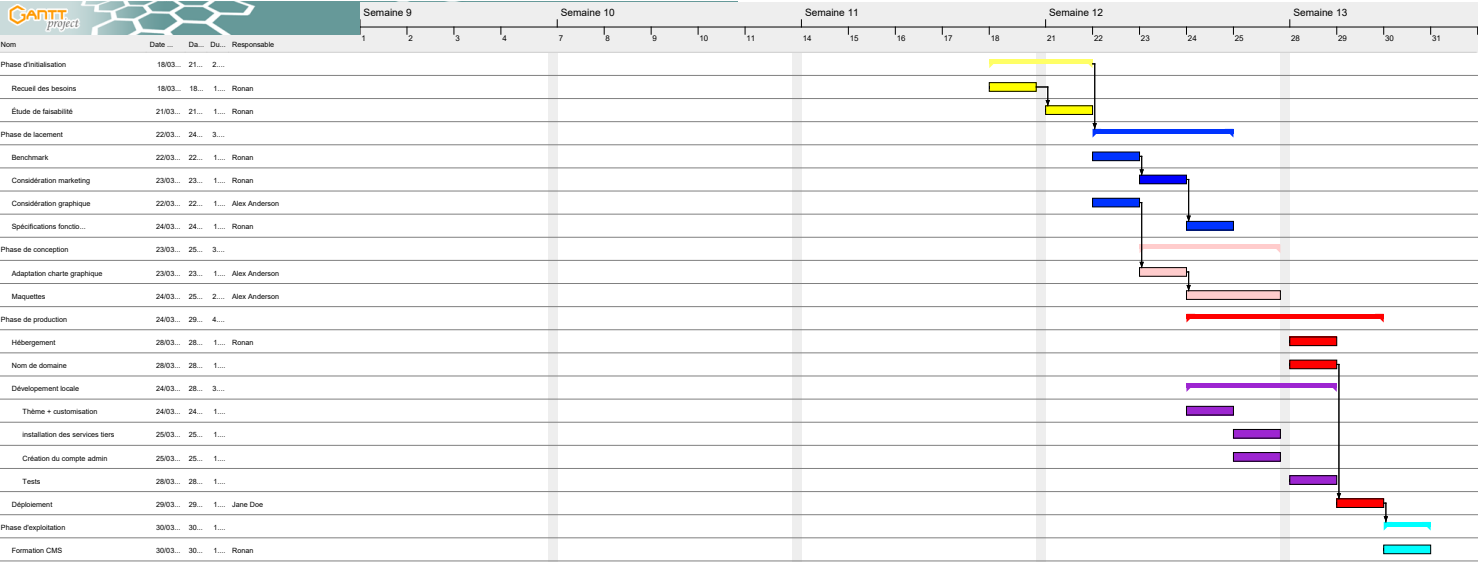 GANTT project
Semaine 9 Semaine 10 Semaine 11 Semaine 12 Semaine 13
1 2 3 4 7 8 9 10 11 14 15 16 17 18 21 22 23 24 25 28 29 30 31
Nom Date ... Da... Du... Responsable
Phase d'initialisation 18/03... 21... 2....
Recueil des besoins 18/03... 18... 1.... Ronan
Étude de faisabilité 21/03... 21... 1.... Ronan
Phase de lacement 22/03... 24... 3....
Benchmark 22/03... 22... 1.... Ronan
Considération marketing 23/03... 23... 1.... Ronan
Considération graphique 22/03... 22... 1.... Alex Anderson
Spécifications fonctio... 24/03... 24... 1.... Ronan
Phase de conception 23/03... 25... 3....
Adaptation charte graphique 23/03... 23... 1.... Alex Anderson
Maquettes 24/03... 25... 2.... Alex Anderson
Phase de production 24/03... 29... 4....
Hébergement 28/03... 28... 1.... Ronan
Nom de domaine 28/03... 28... 1....
Dévelopement locale 24/03... 28... 3....
Thème + customisation 24/03... 24... 1....
installation des services tiers 25/03... 25... 1....
Création du compte admin 25/03... 25... 1....
Tests 28/03... 28... 1....
Déploiement 29/03... 29... 1.... Jane Doe
Phase d'exploitation 30/03... 30... 1....
Formation CMS 30/03... 30... 1.... Ronan